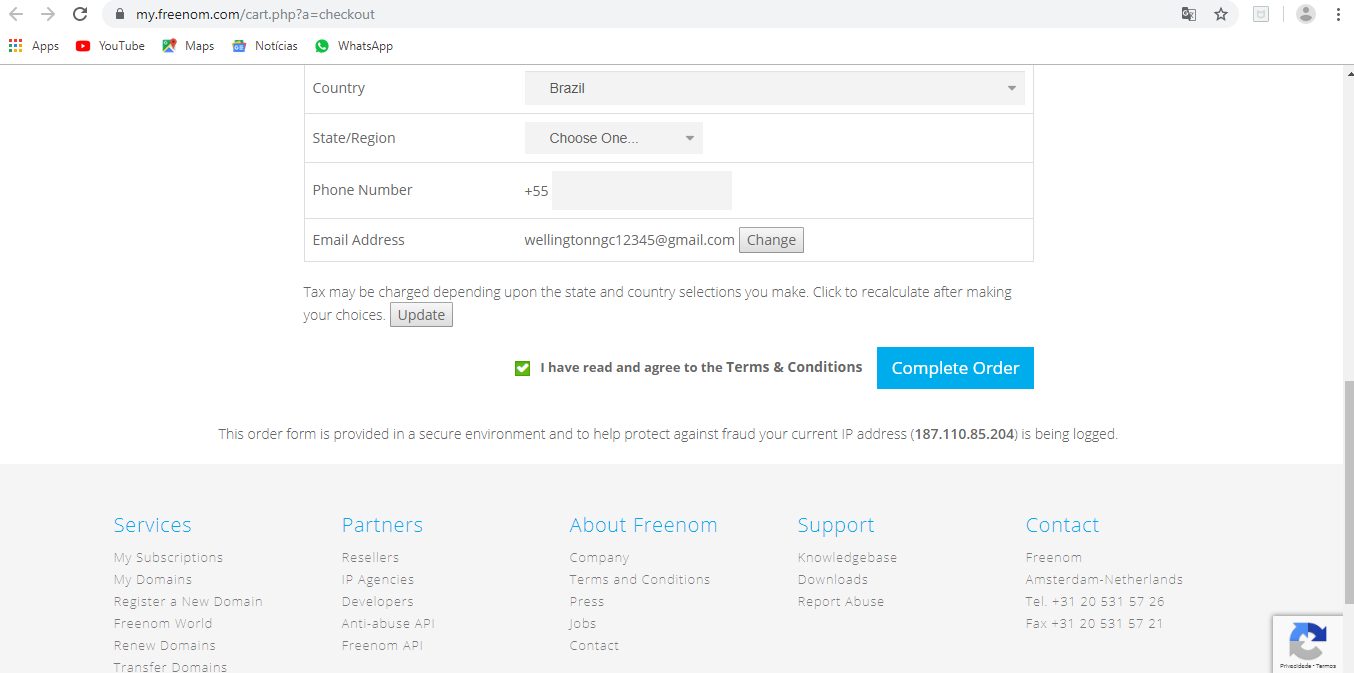 my.freenom.com/cart.php?a=checkout
Apps YouTube Maps Notícias WhatsApp
Country Brazil
State/Region Choose One...
Phone Number +55
Email Address wellingtonngc12345@gmail.com Change
Tax may be charged depending upon the state and country selections you make. Click to recalculate after making
your choices. Update
I have read and agree to the Terms & Conditions Complete Order
This order form is provided in a secure environment and to help protect against fraud your current IP address (187.110.85.204) is being logged.
Services
My Subscriptions
My Domains
Register a New Domain
Freenom World
Renew Domains
Transfer Domains
Partners
Resellers
IP Agencies
Developers
Anti-abuse API
Freenom API
About Freenom
Company
Terms and Conditions
Press
Jobs
Contact
Support
Knowledgebase
Downloads
Report Abuse
Contact
Freenom
Amsterdam-Netherlands
Tel. +31 20 531 57 26
Fax +31 20 531 57 21
Privacidade - Termos